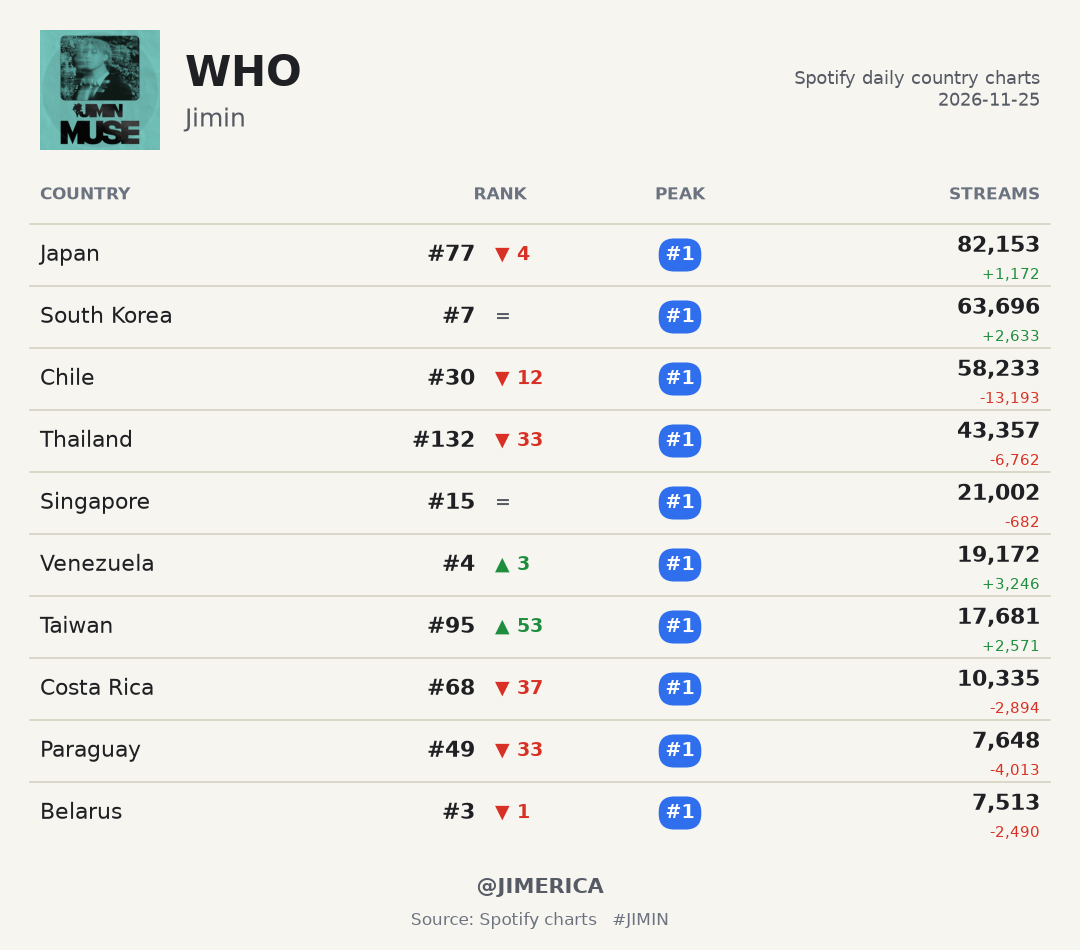 JIMIN
MUSE
WHO
Jimin
Spotify daily country charts
2026-11-25
COUNTRY RANK PEAK STREAMS
Japan #77 ▼ 4 #1 82,153
+1,172
South Korea #7 = #1 63,696
+2,633
Chile #30 ▼ 12 #1 58,233
-13,193
Thailand #132 ▼ 33 #1 43,357
-6,762
Singapore #15 = #1 21,002
-682
Venezuela #4 ▲ 3 #1 19,172
+3,246
Taiwan #95 ▲ 53 #1 17,681
+2,571
Costa Rica #68 ▼ 37 #1 10,335
-2,894
Paraguay #49 ▼ 33 #1 7,648
-4,013
Belarus #3 ▼ 1 #1 7,513
-2,490
@JIMERICA
Source: Spotify charts #JIMIN